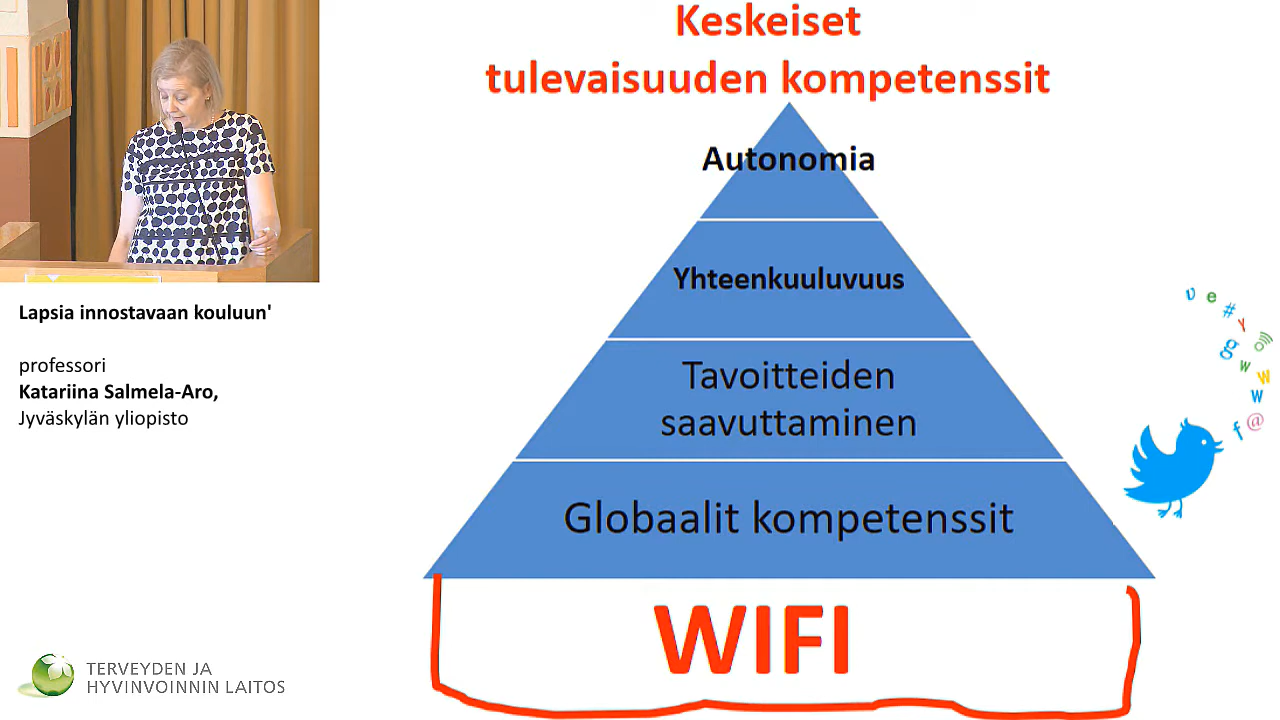 Keskeiset
tulevaisuuden kompetenssit
Autonomia
Yhteenkuuluvuus
Tavoitteiden
saavuttaminen
Globaalit kompetenssit
WIFI
Lapsia innostavaan kouluun'
professori
Katariina Salmela-Aro,
Jyväskylän yliopisto
TERVEYDEN JA
HYVINVOINNIN LAITOS
υ e # y g w w w @ f